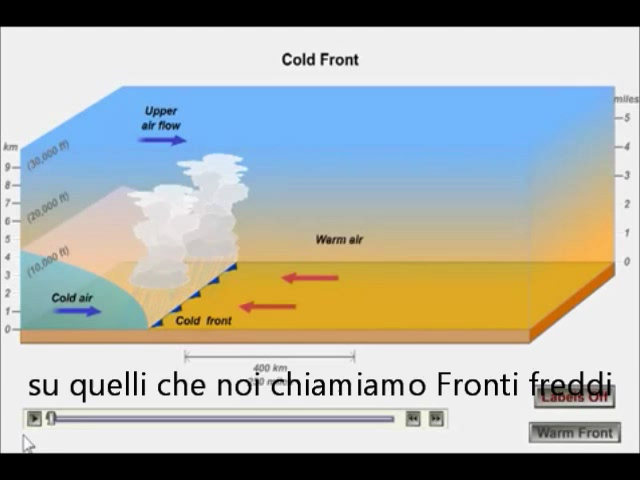 Cold Front
Upper
air flow
km
miles
(30,000 ft)
(20,000 ft)
(10,000 ft)
9
8
7
6
5
4
3
2
1
0
5
4
3
2
1
0
Warm air
Cold air
Cold front
400 km
su quelli che noi chiamiamo Fronti freddi
Labels Off
Warm Front